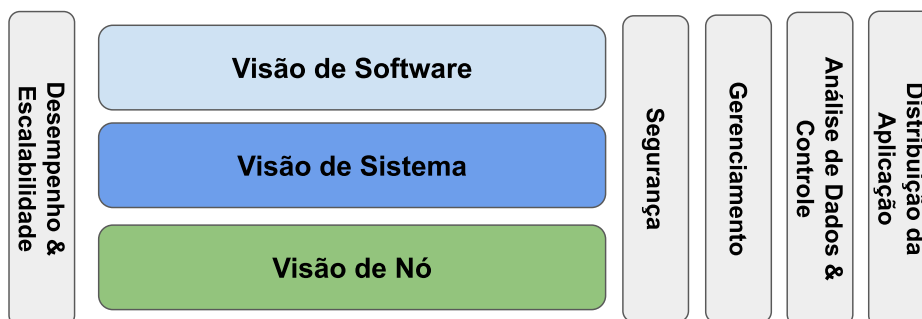 Desempenho &
Escalabilidade
Visão de Software
Visão de Sistema
Visão de Nó
Segurança
Gerenciamento
Análise de Dados &
Controle
Distribuição da
Aplicação